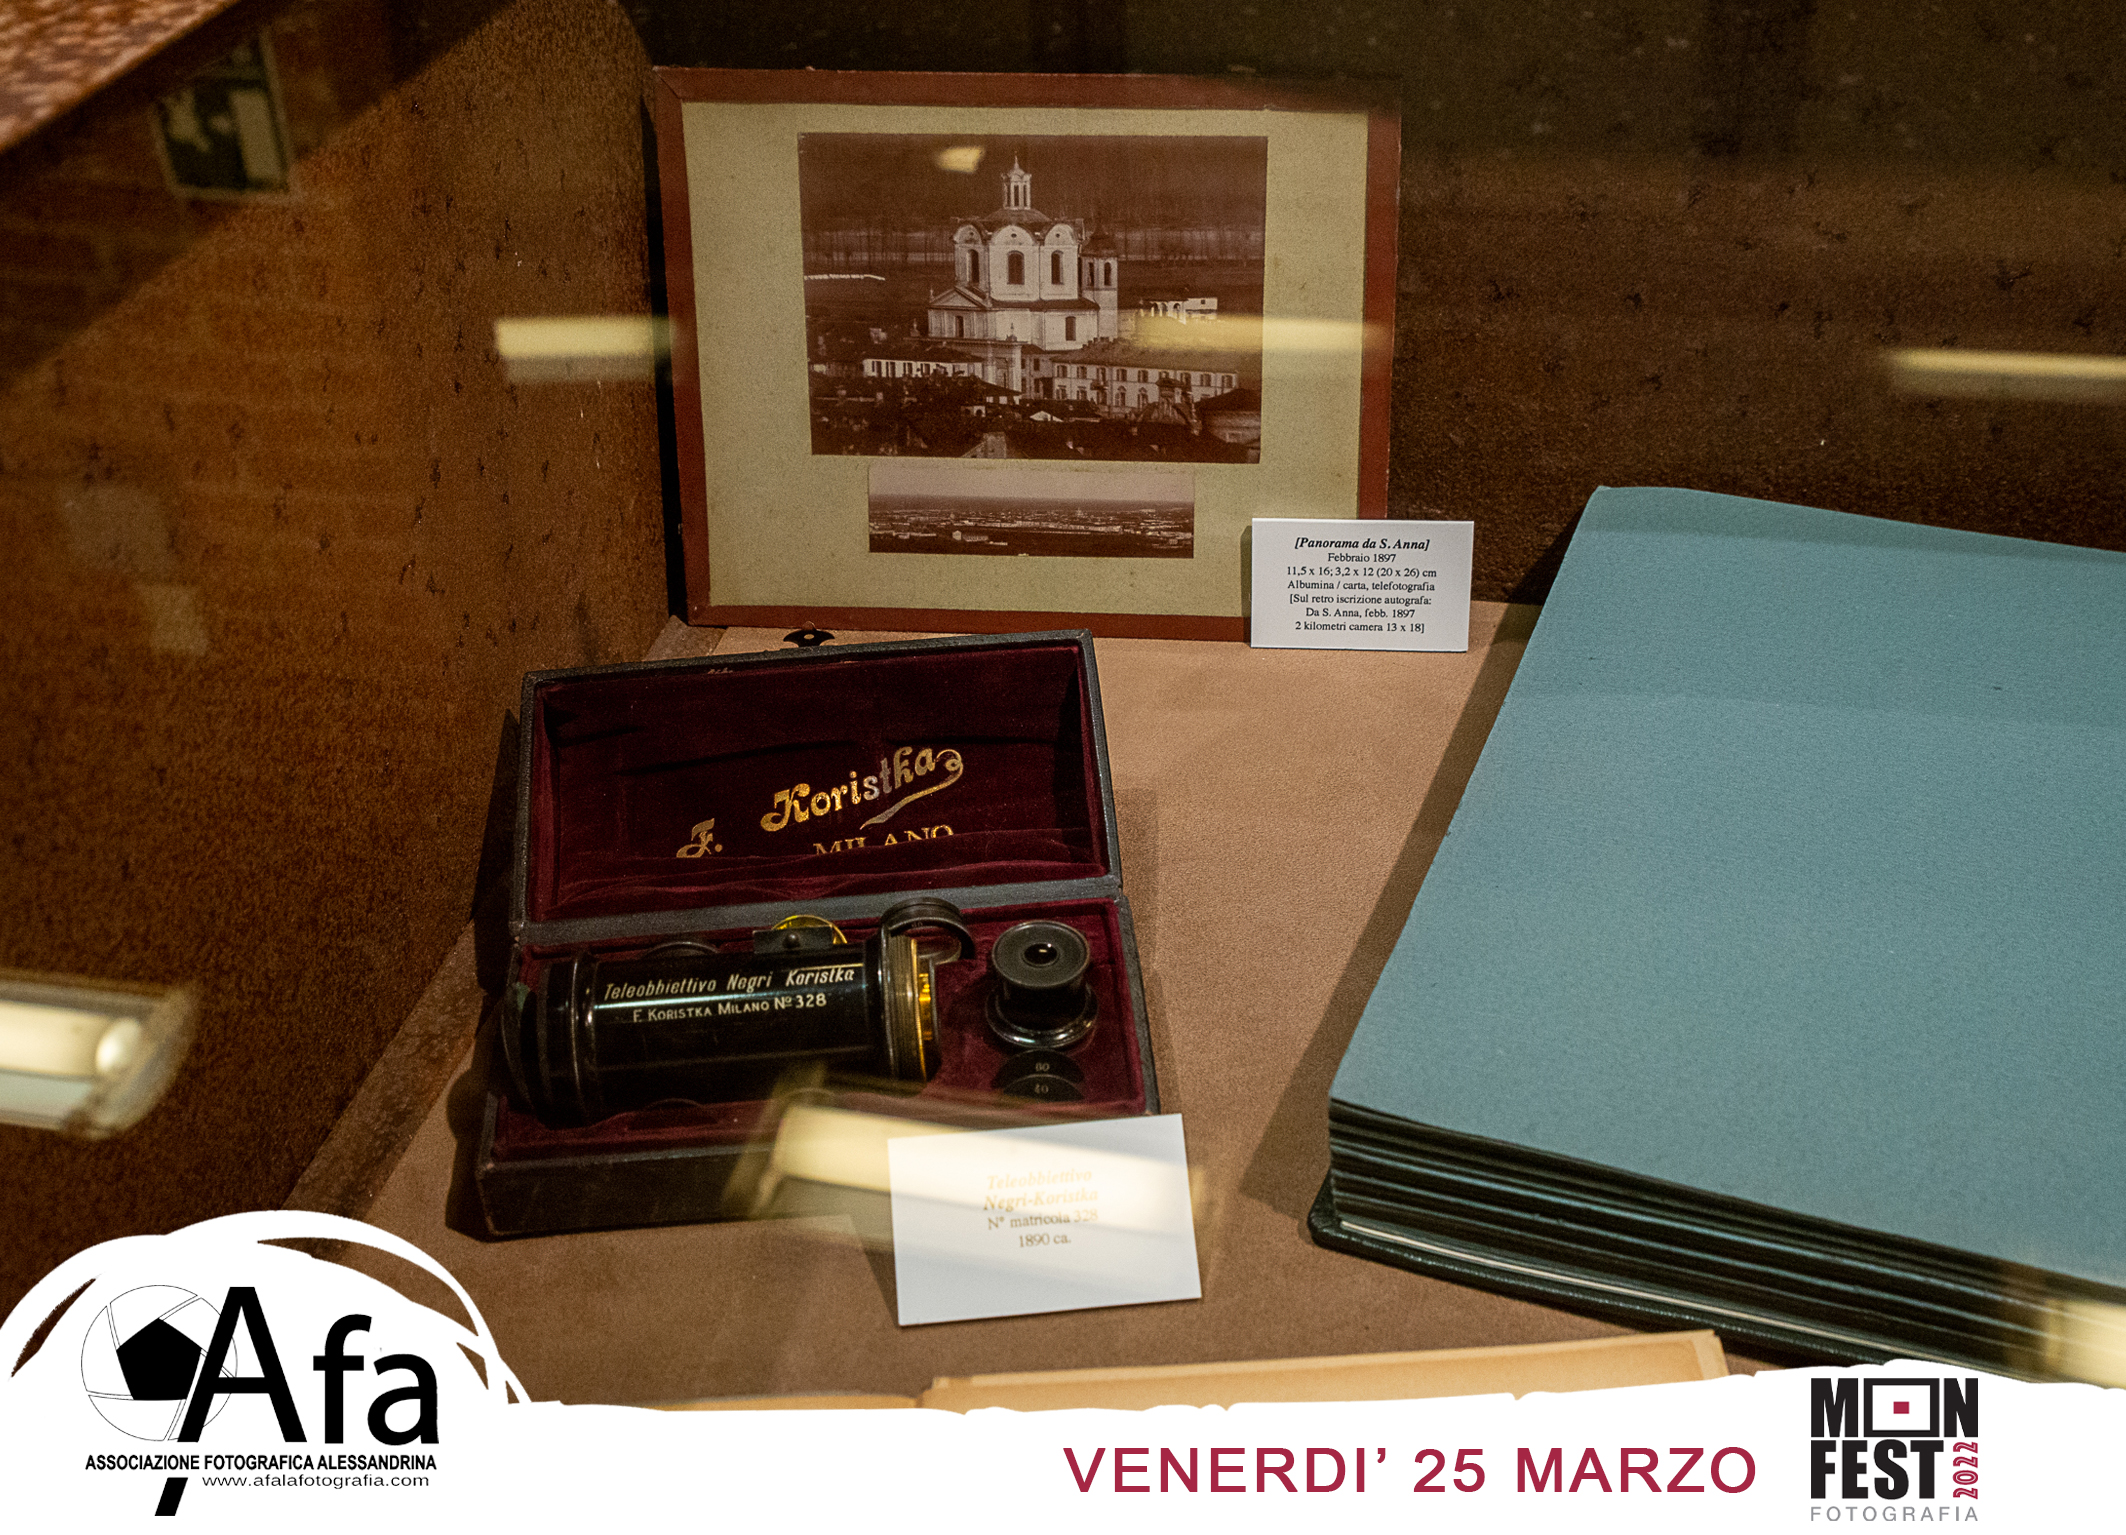 [Panorama da S. Anna]
Febbraio 1897
11,5 x 16; 3,2 x 12 (20 x 26) cm
Albumina / carta, telefotografia
[Sul retro iscrizione autografa:
Da S. Anna, febb. 1897
2 kilometri camera 13 x 18]
F. Koristka
MILANO
Teleobbiettivo Negri Koristka
F. KORISTKA MILANO Nº 328
60
40
Teleobbiettivo
Negri-Koristka
N° matricola 328
1890 ca.
Afa
ASSOCIAZIONE FOTOGRAFICA ALESSANDRINA
www.afalafotografia.com
VENERDI’ 25 MARZO
MON
FEST
2022
FOTOGRAFIA